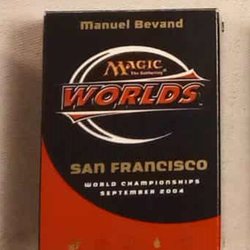 Manuel Bevand
MAGIC
The Gathering
WORLDS
SAN FRANCISCO
WORLD CHAMPIONSHIPS
SEPTEMBER 2004